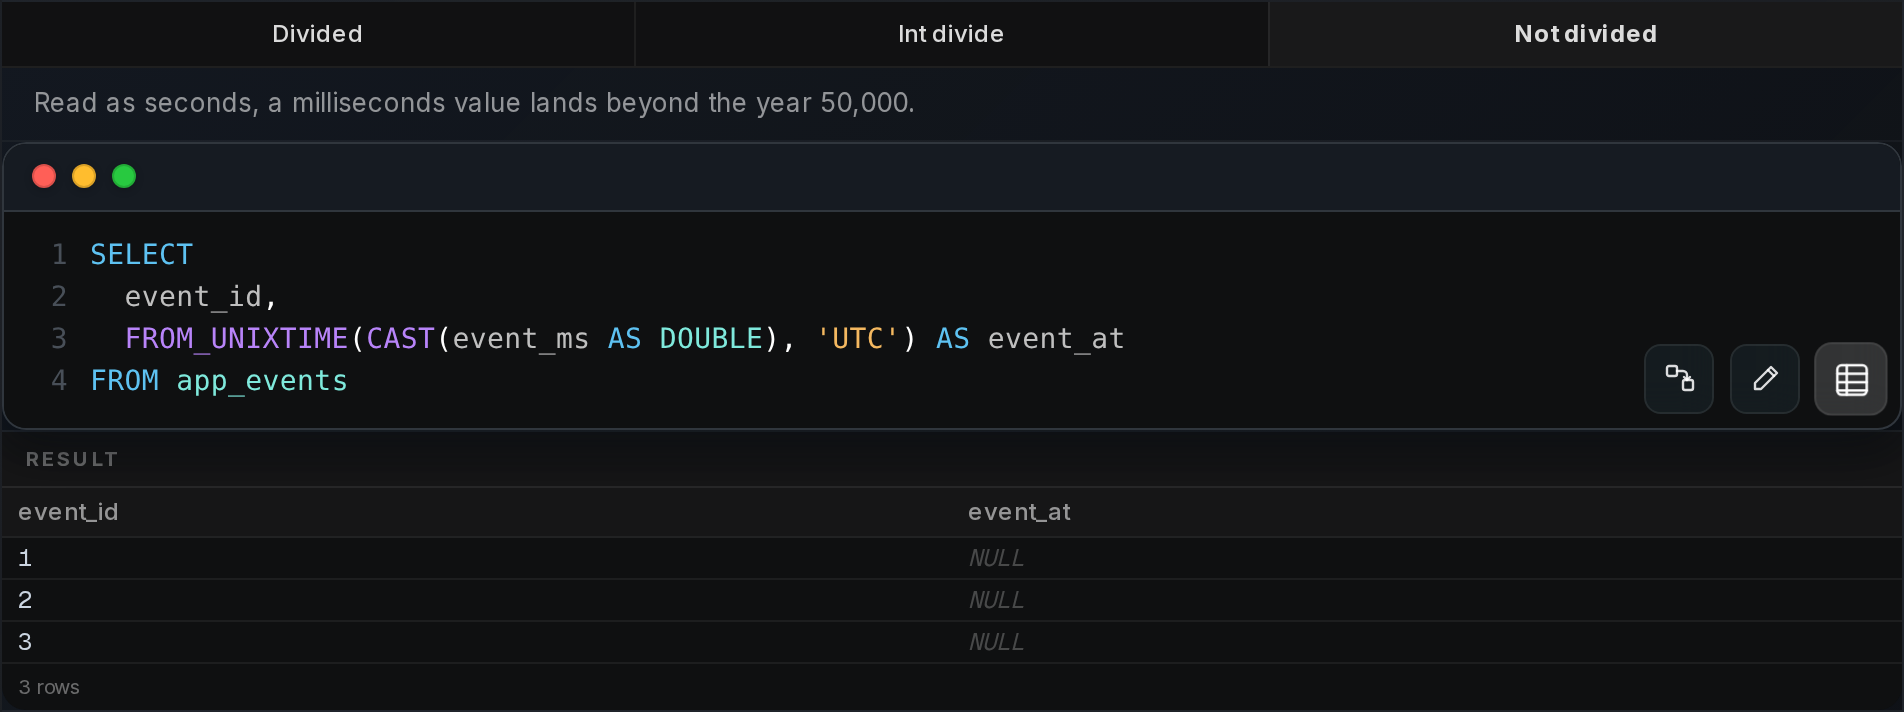 Divided
Int divide
Not divided
Read as seconds, a milliseconds value lands beyond the year 50,000.
1 SELECT
2 event_id,
3 FROM_UNIXTIME(CAST(event_ms AS DOUBLE), 'UTC') AS event_at
4 FROM app_events
RESULT
event_id event_at
1 NULL
2 NULL
3 NULL
3 rows